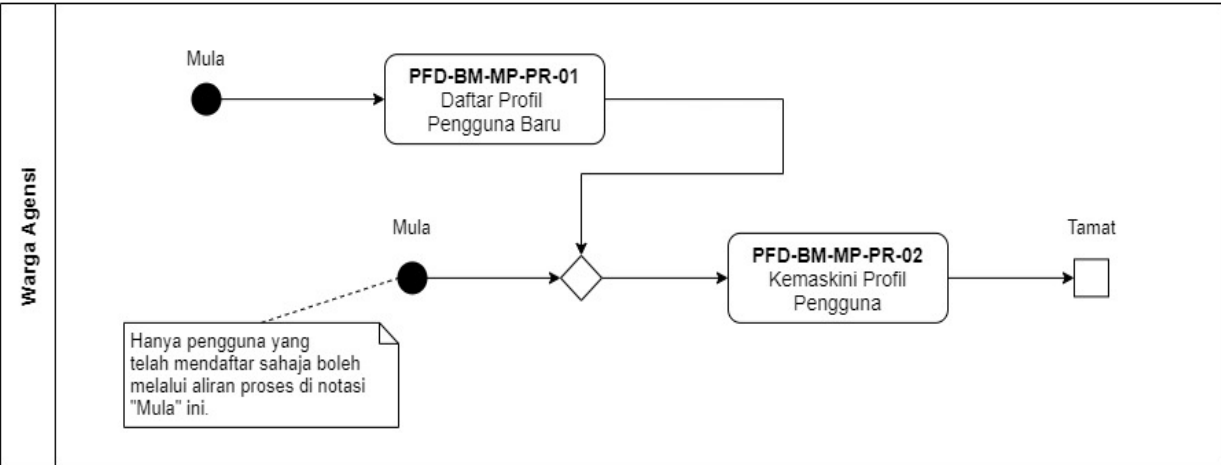 Warga Agensi
Mula
PFD-BM-MP-PR-01
Daftar Profil
Pengguna Baru
Mula
PFD-BM-MP-PR-02
Kemaskini Profil
Pengguna
Tamat
Hanya pengguna yang
telah mendaftar sahaja boleh
melalui aliran proses di notasi
"Mula" ini.